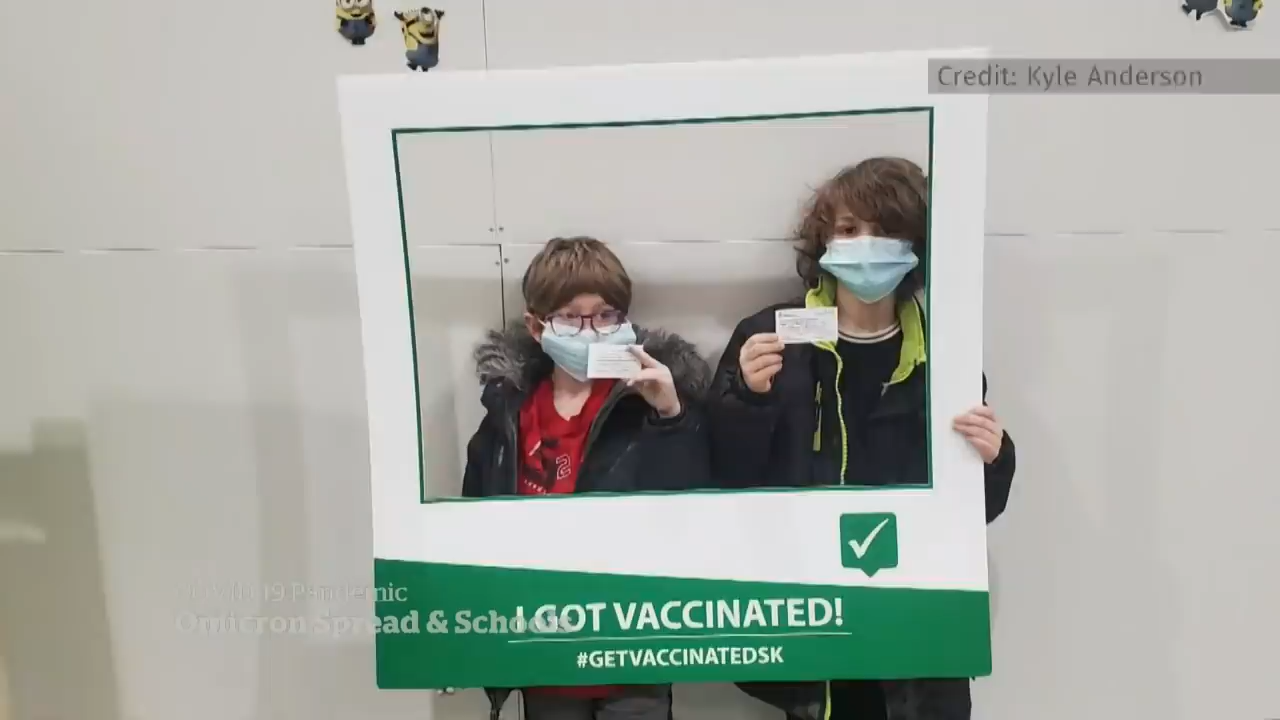 Credit: Kyle Anderson
COVID-19 Pandemic
Omicron Spread & Schools
I GOT VACCINATED!
#GETVACCINATEDSK